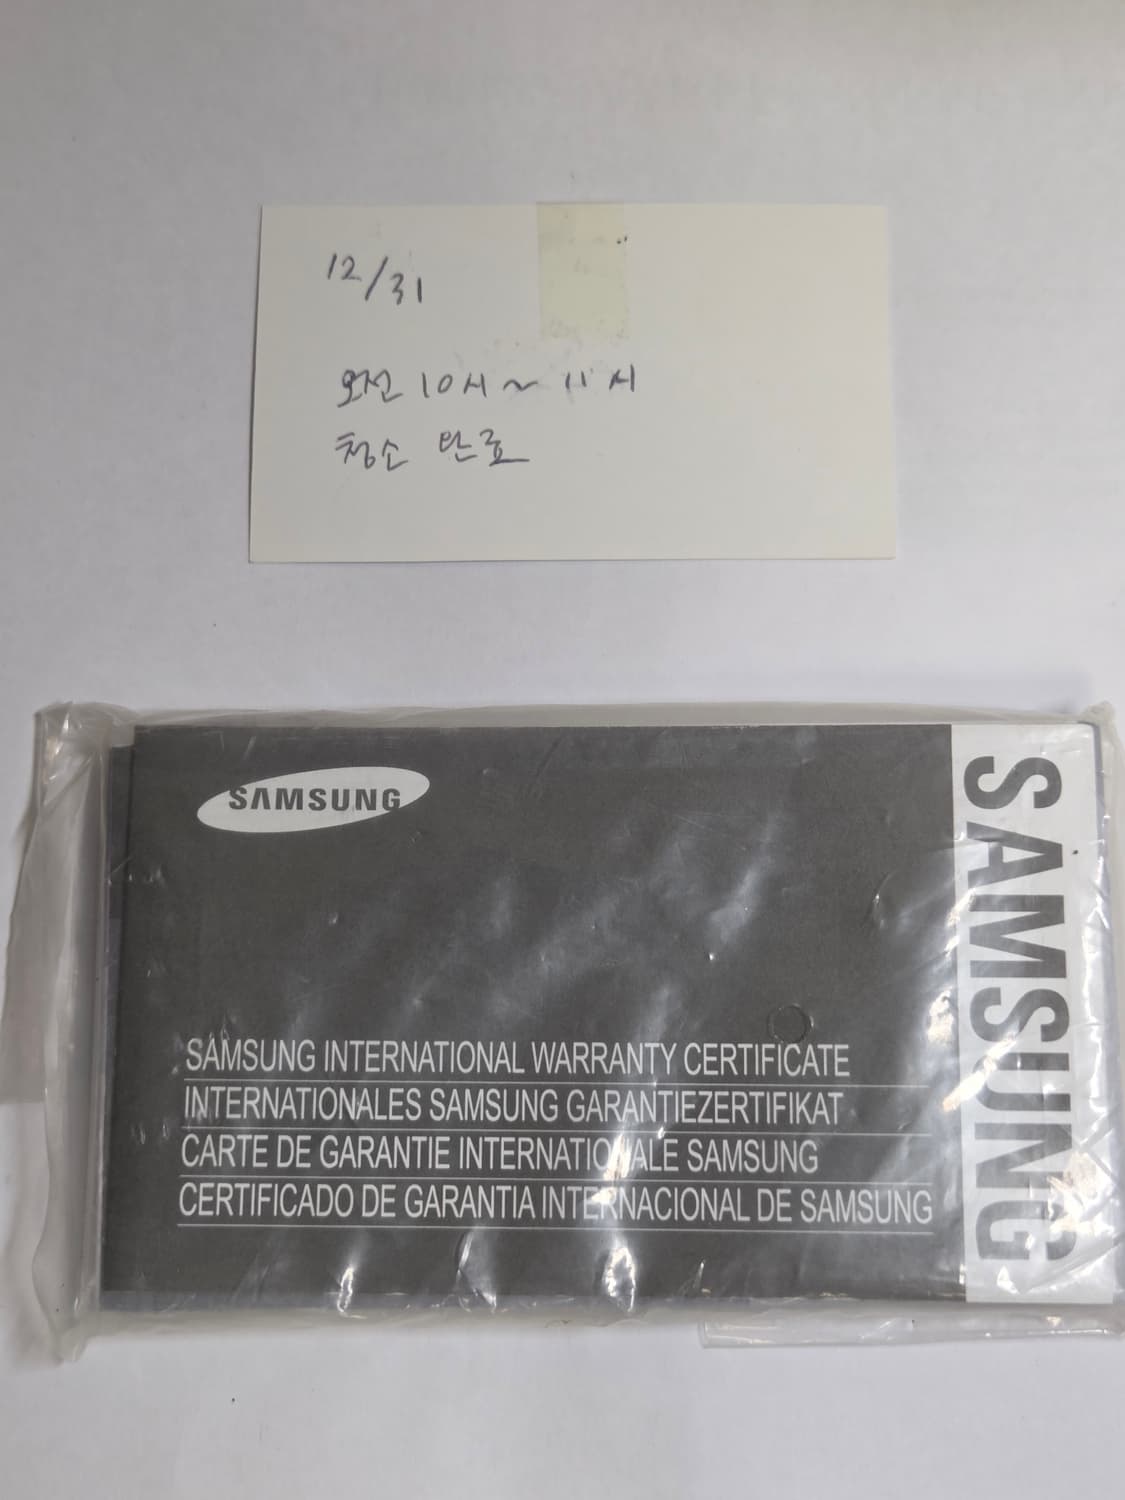 12/31
오전 10시 ~ 11시
청소 완료
SAMSUNG
SAMSUNG INTERNATIONAL WARRANTY CERTIFICATE
INTERNATIONALES SAMSUNG GARANTIEZERTIFIKAT
CARTE DE GARANTIE INTERNATIONALE SAMSUNG
CERTIFICADO DE GARANTIA INTERNACIONAL DE SAMSUNG
SAMSUNG